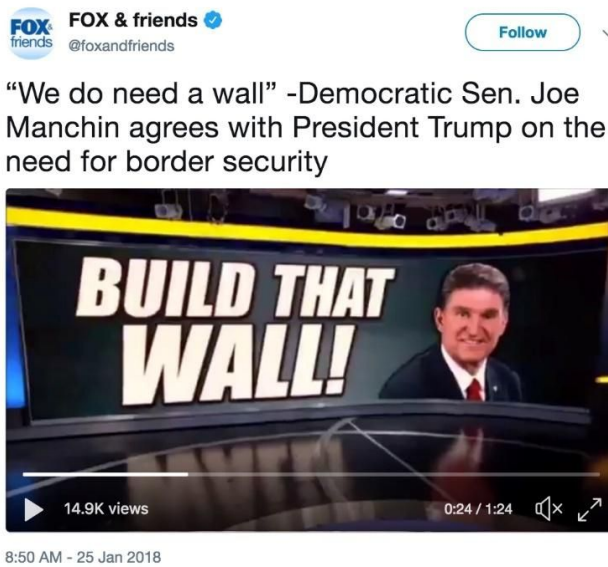 FOX
friends
FOX & friends
@foxandfriends
Follow
“We do need a wall” -Democratic Sen. Joe
Manchin agrees with President Trump on the
need for border security
BUILD THAT
WALL!
14.9K views
0:24 / 1:24
8:50 AM - 25 Jan 2018